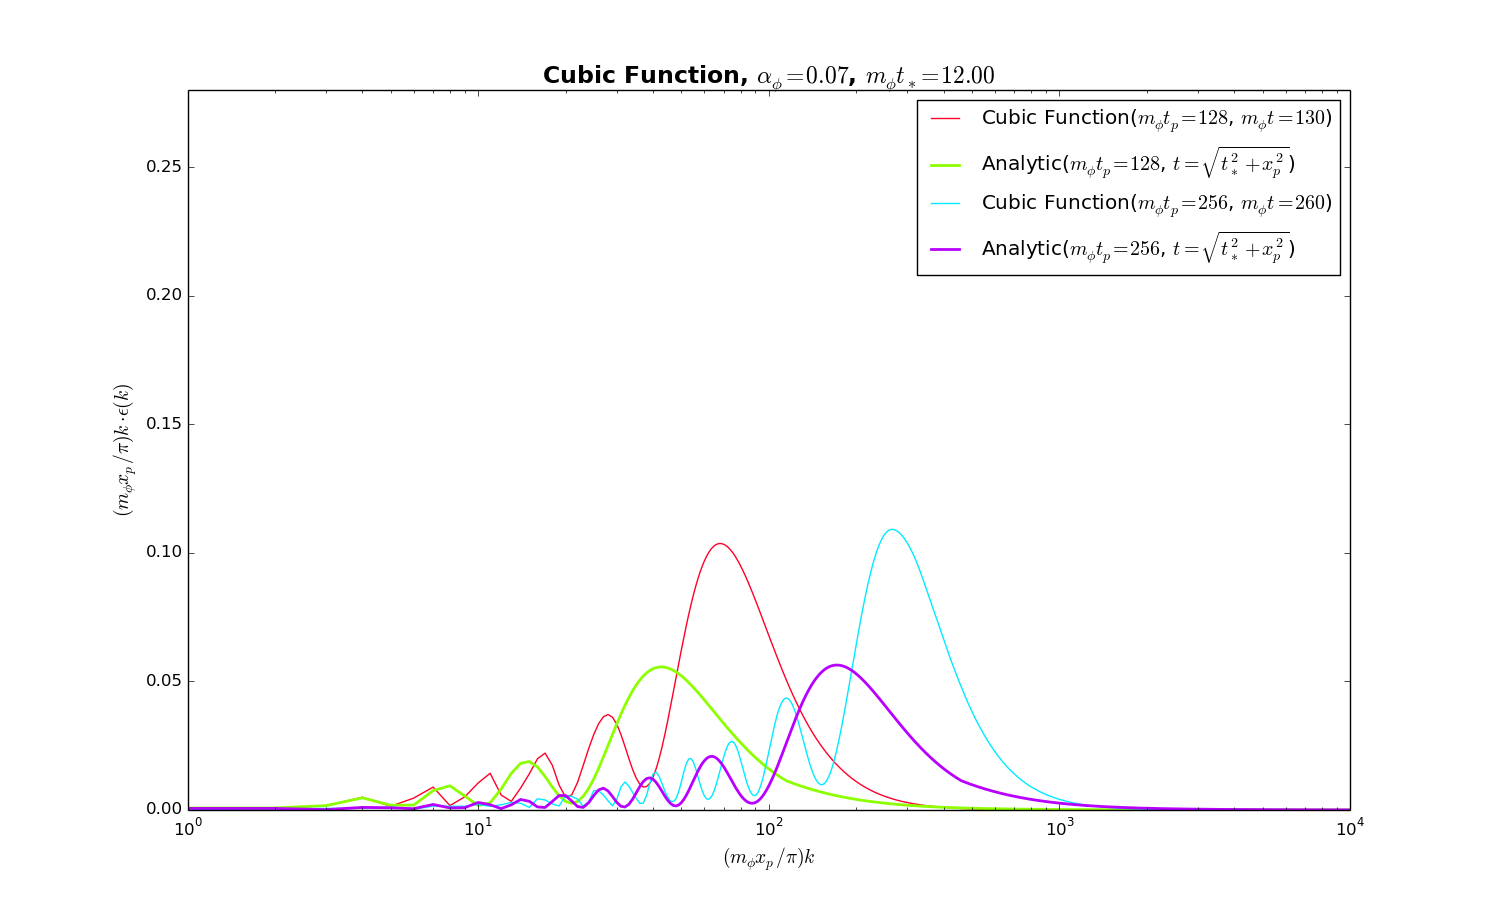 Cubic Function, α_ϕ=0.07, m_ϕt_*=12.00
Cubic Function(m_ϕt_p=128, m_ϕt=130)
Analytic(m_ϕt_p=128, t=√(t_*^2+x_p^2))
Cubic Function(m_ϕt_p=256, m_ϕt=260)
Analytic(m_ϕt_p=256, t=√(t_*^2+x_p^2))
(m_ϕx_p/π)k·ϵ(k)
0.25
0.20
0.15
0.10
0.05
0.00
10^0 10^1 10^2 10^3 10^4
(m_ϕx_p/π)k